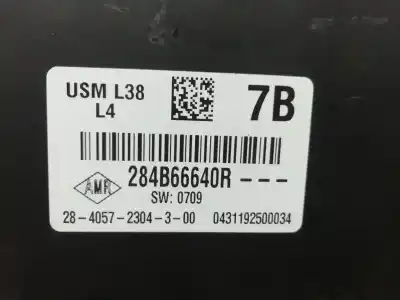 USM L38
L4
7B
AMR
284B66640R---
SW: 0709
28-4057-2304-3-00 0431192500034